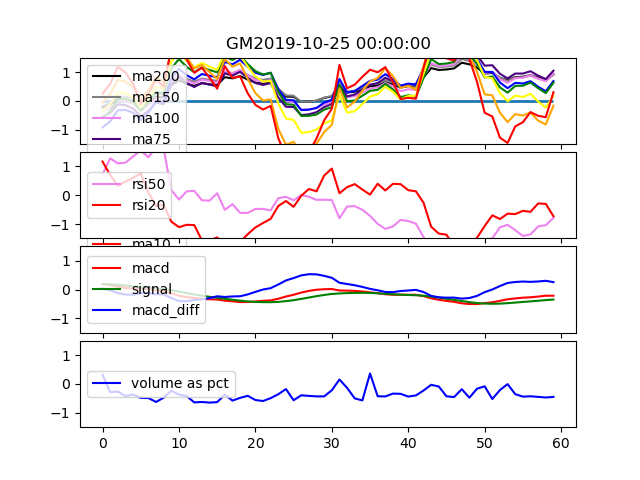 GM2019-10-25 00:00:00
1
0
−1
ma200
ma150
ma100
ma75
1
0
−1
rsi50
rsi20
ma10
1
0
−1
macd
signal
macd_diff
1
0
−1
volume as pct
0 10 20 30 40 50 60